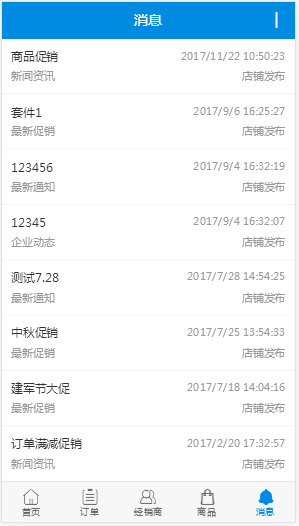 消息
商品促销 2017/11/22 10:50:23
新闻资讯 店铺发布
套件1 2017/9/6 16:25:27
最新促销 店铺发布
123456 2017/9/4 16:32:19
最新通知 店铺发布
12345 2017/9/4 16:32:07
企业动态 店铺发布
测试7.28 2017/7/28 14:54:25
最新通知 店铺发布
中秋促销 2017/7/25 13:54:33
最新促销 店铺发布
建军节大促 2017/7/18 14:04:16
最新促销 店铺发布
订单满减促销 2017/2/20 17:32:57
新闻资讯 店铺发布
首页 订单 经销商 商品 消息